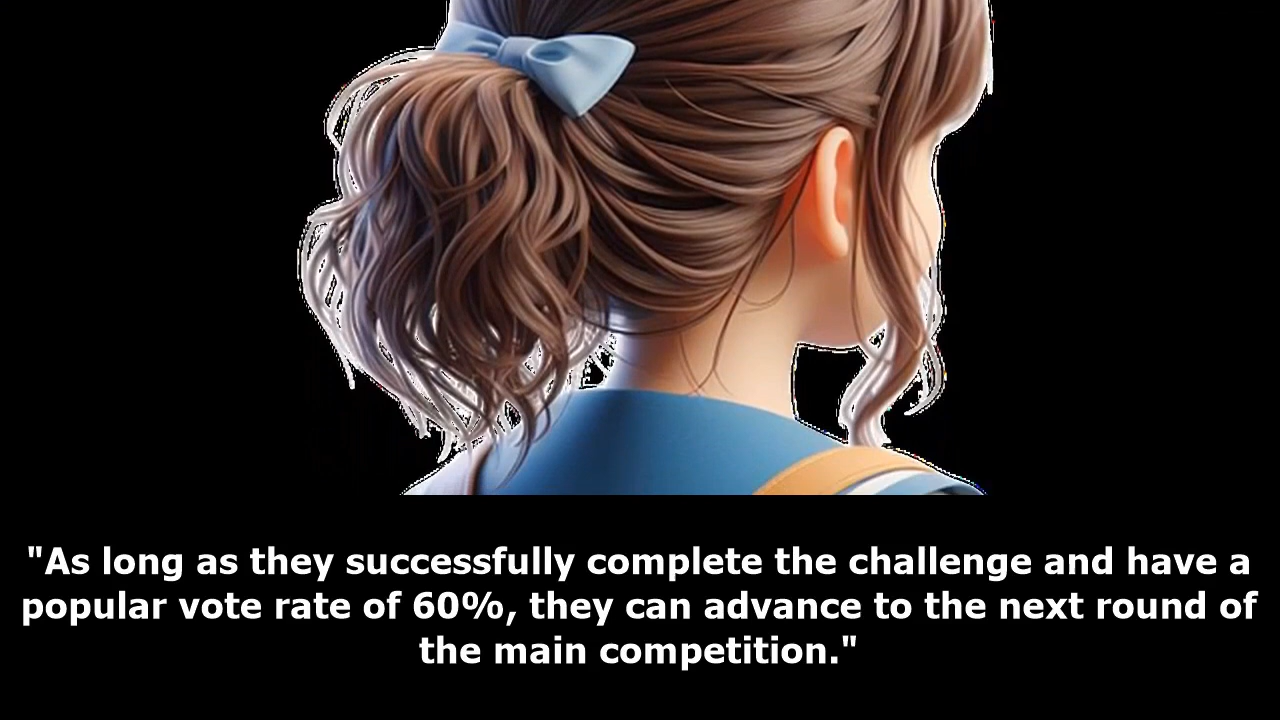 "As long as they successfully complete the challenge and have a
popular vote rate of 60%, they can advance to the next round of
the main competition."